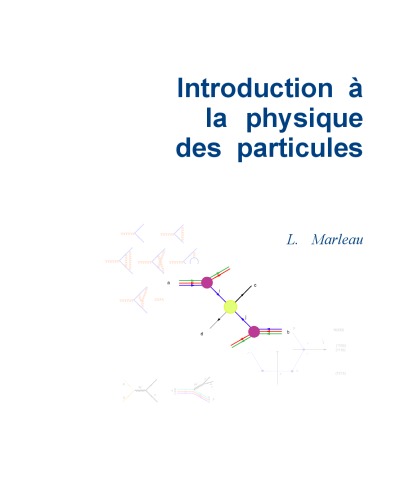 Introduction à
la physique
des particules
L. Marleau
a
c
d
b